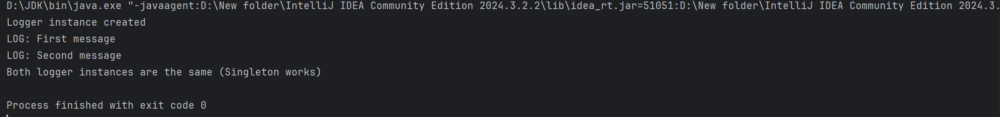 D:\JDK\bin\java.exe "-javaagent:D:\New folder\IntelliJ IDEA Community Edition 2024.3.2.2\lib\idea_rt.jar=51051:D:\New folder\IntelliJ IDEA Community Edition 2024.3.
Logger instance created
LOG: First message
LOG: Second message
Both logger instances are the same (Singleton works)
Process finished with exit code 0